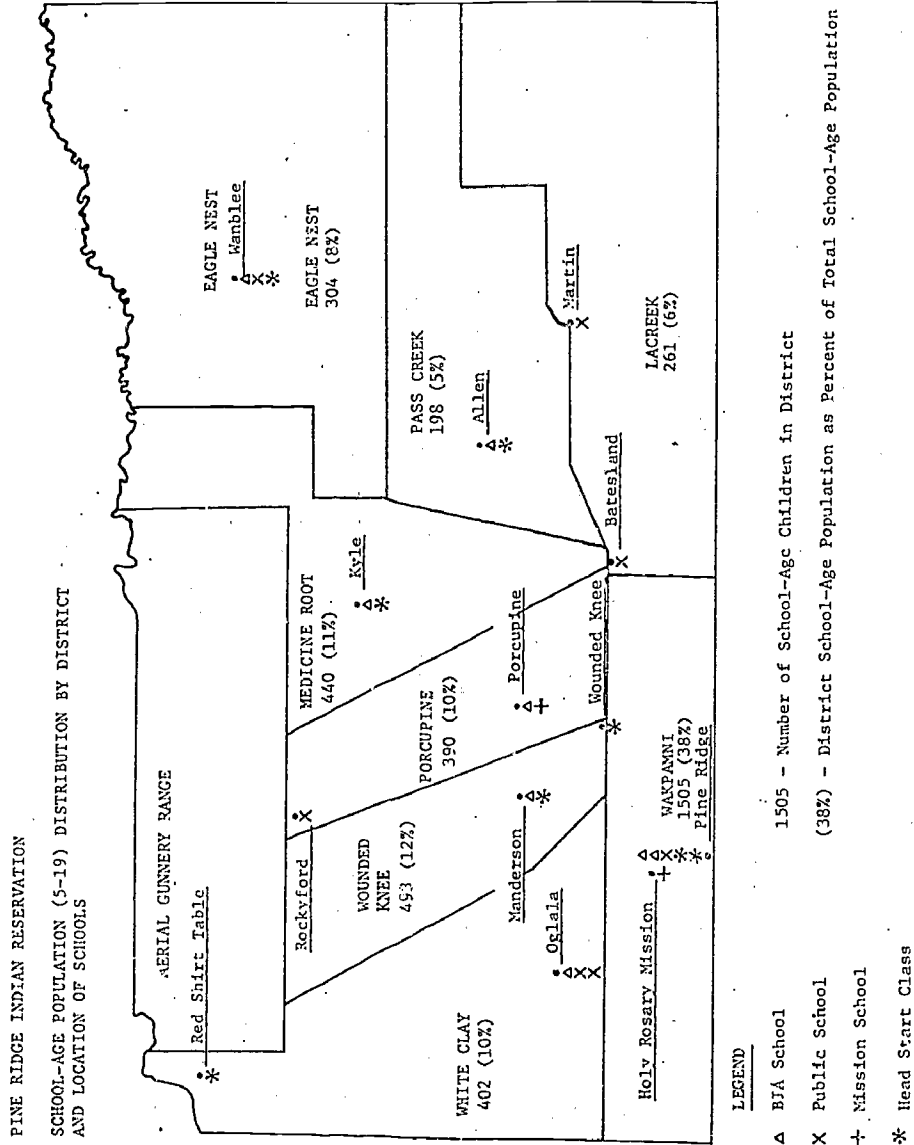 PINE RIDGE INDIAN RESERVATION
SCHOOL-AGE POPULATION (5-19) DISTRIBUTION BY DISTRICT
AND LOCATION OF SCHOOLS
AERIAL GUNNERY RANGE
Red Shirt Table
EAGLE NEST
Wanblee
EAGLE NEST
304 (8%)
MEDICINE ROOT
440 (11%)
Kyle
PASS CREEK
198 (5%)
Allen
Rockyford
WOUNDED
KNEE
493 (12%)
PORCUPINE
390 (10%)
Porcupine
Martin
WHITE CLAY
402 (10%)
Oglala
Manderson
Wounded Knee
Batesland
LACREEK
261 (6%)
Holy Rosary Mission
WAKPAMNI
1505 (38%)
Pine Ridge
LEGEND
Δ BIA School
X Public School
+ Mission School
* Head Start Class
1505 - Number of School-Age Children in District
(38%) - District School-Age Population as Percent of Total School-Age Population